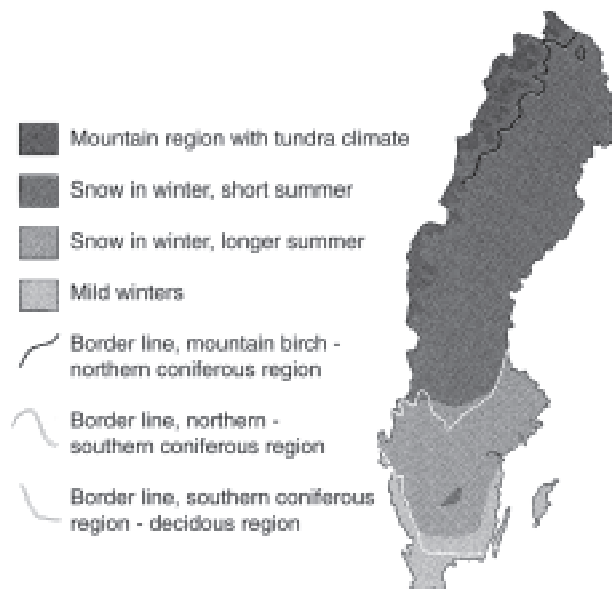 Mountain region with tundra climate
Snow in winter, short summer
Snow in winter, longer summer
Mild winters
Border line, mountain birch -
northern coniferous region
Border line, northern -
southern coniferous region
Border line, southern coniferous
region - decidous region